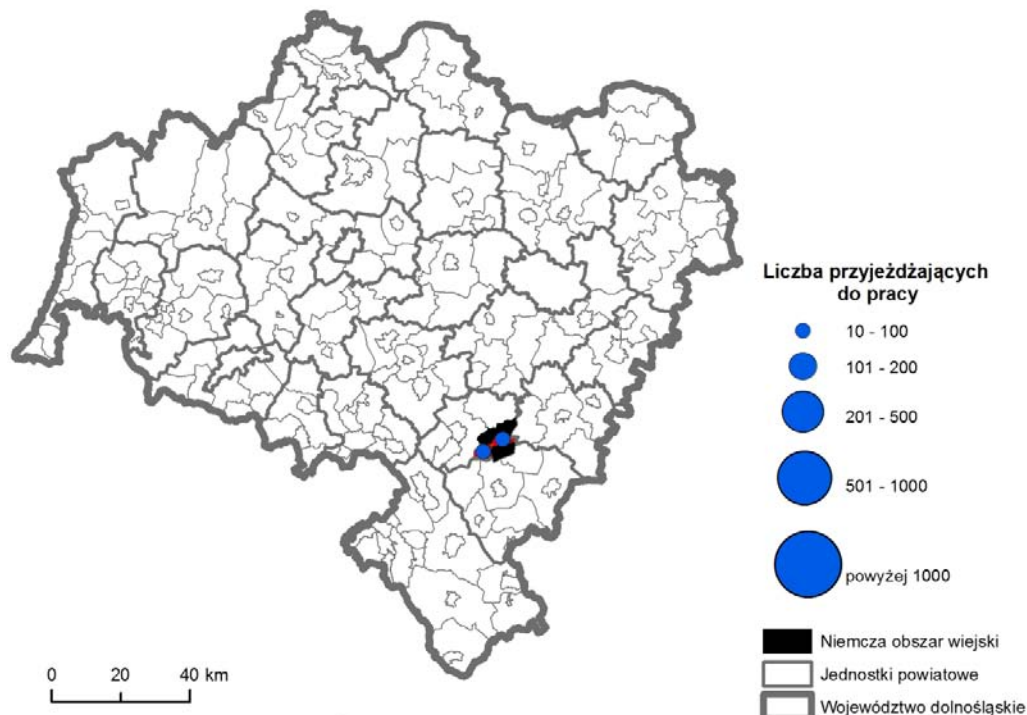 Liczba przyjeżdżających
do pracy
10 - 100
101 - 200
201 - 500
501 - 1000
powyżej 1000
Niemcza obszar wiejski
Jednostki powiatowe
Województwo dolnośląskie
0 20 40 km